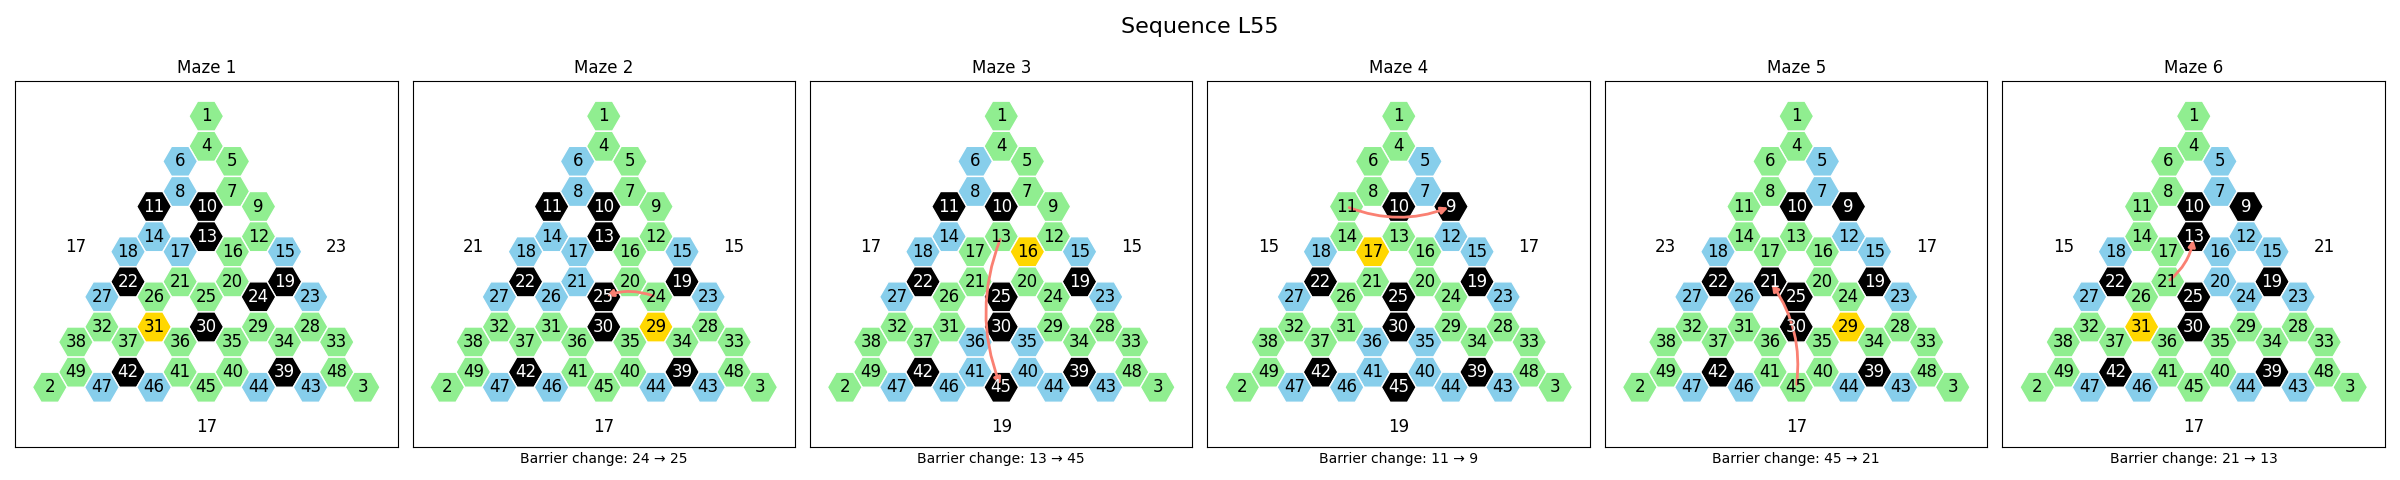 Sequence L55
Maze 1
1
4
6 5
8 7
11 10 9
14 13 12
17 18 17 16 15 23
22 21 20 19
27 26 25 24 23
32 31 30 29 28
38 37 36 35 34 33
49 42 41 40 39 48
2 47 46 45 44 43 3
17
Maze 2
1
4
6 5
8 7
11 10 9
14 13 12
21 18 17 16 15 15
22 21 20 19
27 26 25 24 23
32 31 30 29 28
38 37 36 35 34 33
49 42 41 40 39 48
2 47 46 45 44 43 3
17
Barrier change: 24 → 25
Maze 3
1
4
6 5
8 7
11 10 9
14 13 12
17 18 17 16 15 15
22 21 20 19
27 26 25 24 23
32 31 30 29 28
38 37 36 35 34 33
49 42 41 40 39 48
2 47 46 45 44 43 3
19
Barrier change: 13 → 45
Maze 4
1
4
6 5
8 7
11 10 9
14 13 12
15 18 17 16 15 17
22 21 20 19
27 26 25 24 23
32 31 30 29 28
38 37 36 35 34 33
49 42 41 40 39 48
2 47 46 45 44 43 3
19
Barrier change: 11 → 9
Maze 5
1
4
6 5
8 7
11 10 9
14 13 12
23 18 17 16 15 17
22 21 20 19
27 26 25 24 23
32 31 30 29 28
38 37 36 35 34 33
49 42 41 40 39 48
2 47 46 45 44 43 3
17
Barrier change: 45 → 21
Maze 6
1
4
6 5
8 7
11 10 9
14 13 12
15 18 17 16 15 21
22 21 20 19
27 26 25 24 23
32 31 30 29 28
38 37 36 35 34 33
49 42 41 40 39 48
2 47 46 45 44 43 3
17
Barrier change: 21 → 13